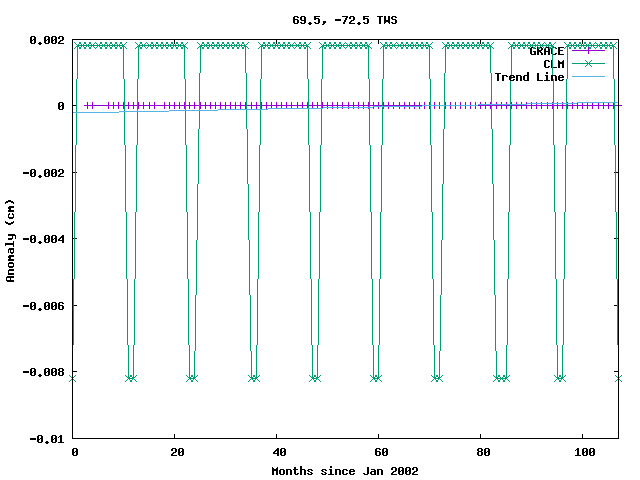 69.5, -72.5 TWS
GRACE
CLM
Trend Line
0.002
0
-0.002
-0.004
-0.006
-0.008
-0.01
Anomaly (cm)
0 20 40 60 80 100
Months since Jan 2002